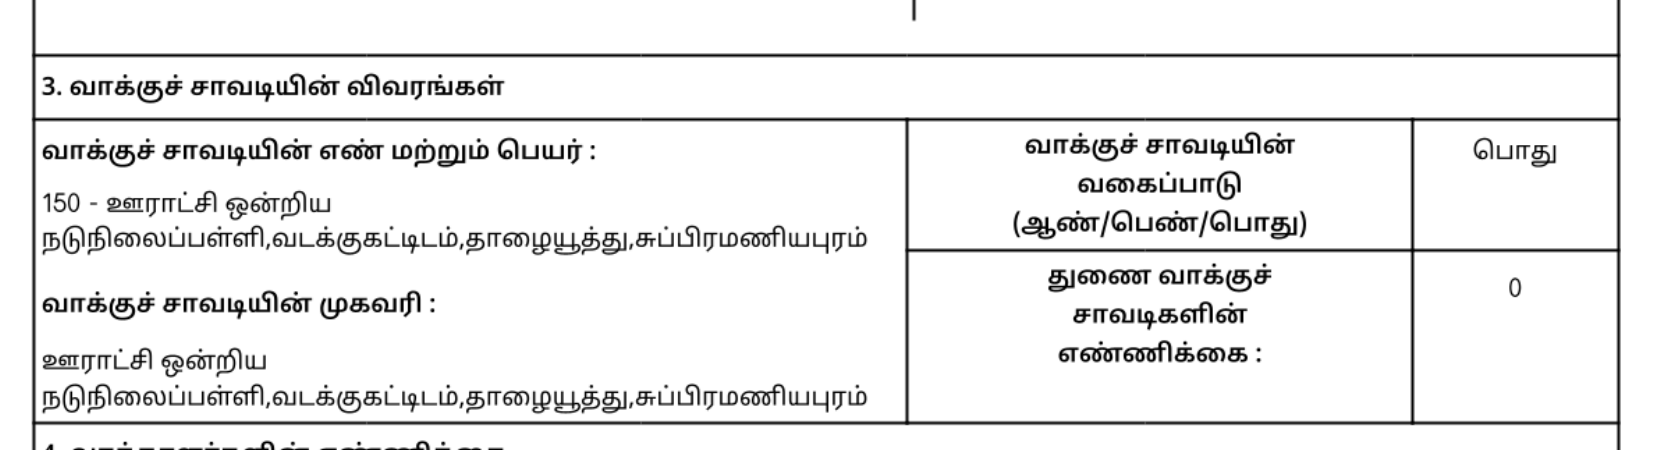 3. வாக்குச் சாவடியின் விவரங்கள்
வாக்குச் சாவடியின் எண் மற்றும் பெயர் :
150 - ஊராட்சி ஒன்றிய
நடுநிலைப்பள்ளி,வடக்குகட்டிடம்,தாழையூத்து,சுப்பிரமணியபுரம்
வாக்குச் சாவடியின் முகவரி :
ஊராட்சி ஒன்றிய
நடுநிலைப்பள்ளி,வடக்குகட்டிடம்,தாழையூத்து,சுப்பிரமணியபுரம்
வாக்குச் சாவடியின்
வகைப்பாடு
(ஆண்/பெண்/பொது)
பொது
துணை வாக்குச்
சாவடிகளின்
எண்ணிக்கை :
0